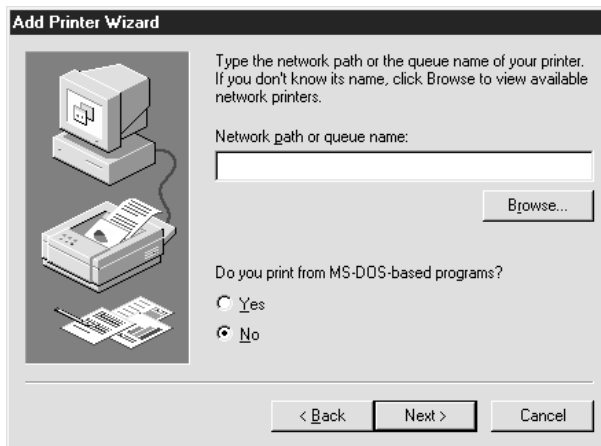 Add Printer Wizard
Type the network path or the queue name of your printer.
If you don't know its name, click Browse to view available
network printers.
Network path or queue name:
Browse...
Do you print from MS-DOS-based programs?
Yes
No
< Back
Next >
Cancel